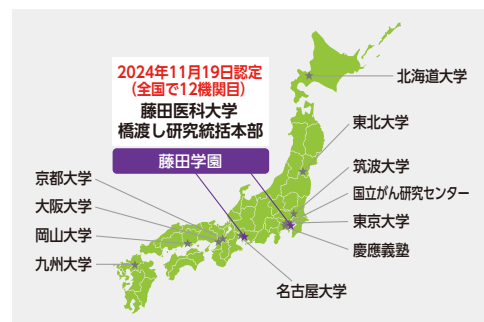 2024年11月19日認定
（全国で12機関目）
藤田医科大学
橋渡し研究統括本部
藤田学園
北海道大学
東北大学
筑波大学
国立がん研究センター
東京大学
慶應義塾
名古屋大学
京都大学
大阪大学
岡山大学
九州大学